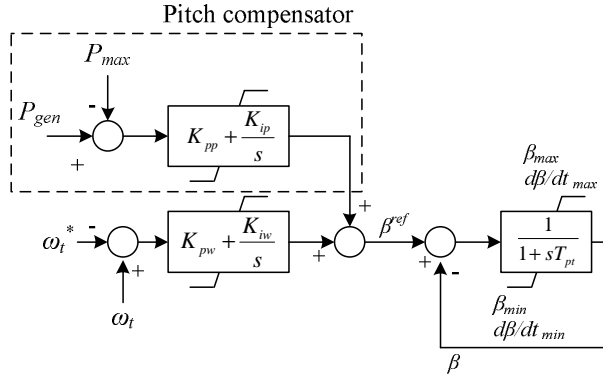 Pitch compensator
P_max
-
P_gen
+
K_pp + K_ip/s
ω_t*
-
+
ω_t
K_pw + K_iw/s
+
+
β^ref
+
-
β_max
dβ/dt_max
1/(1 + sT_pt)
β_min
dβ/dt_min
β